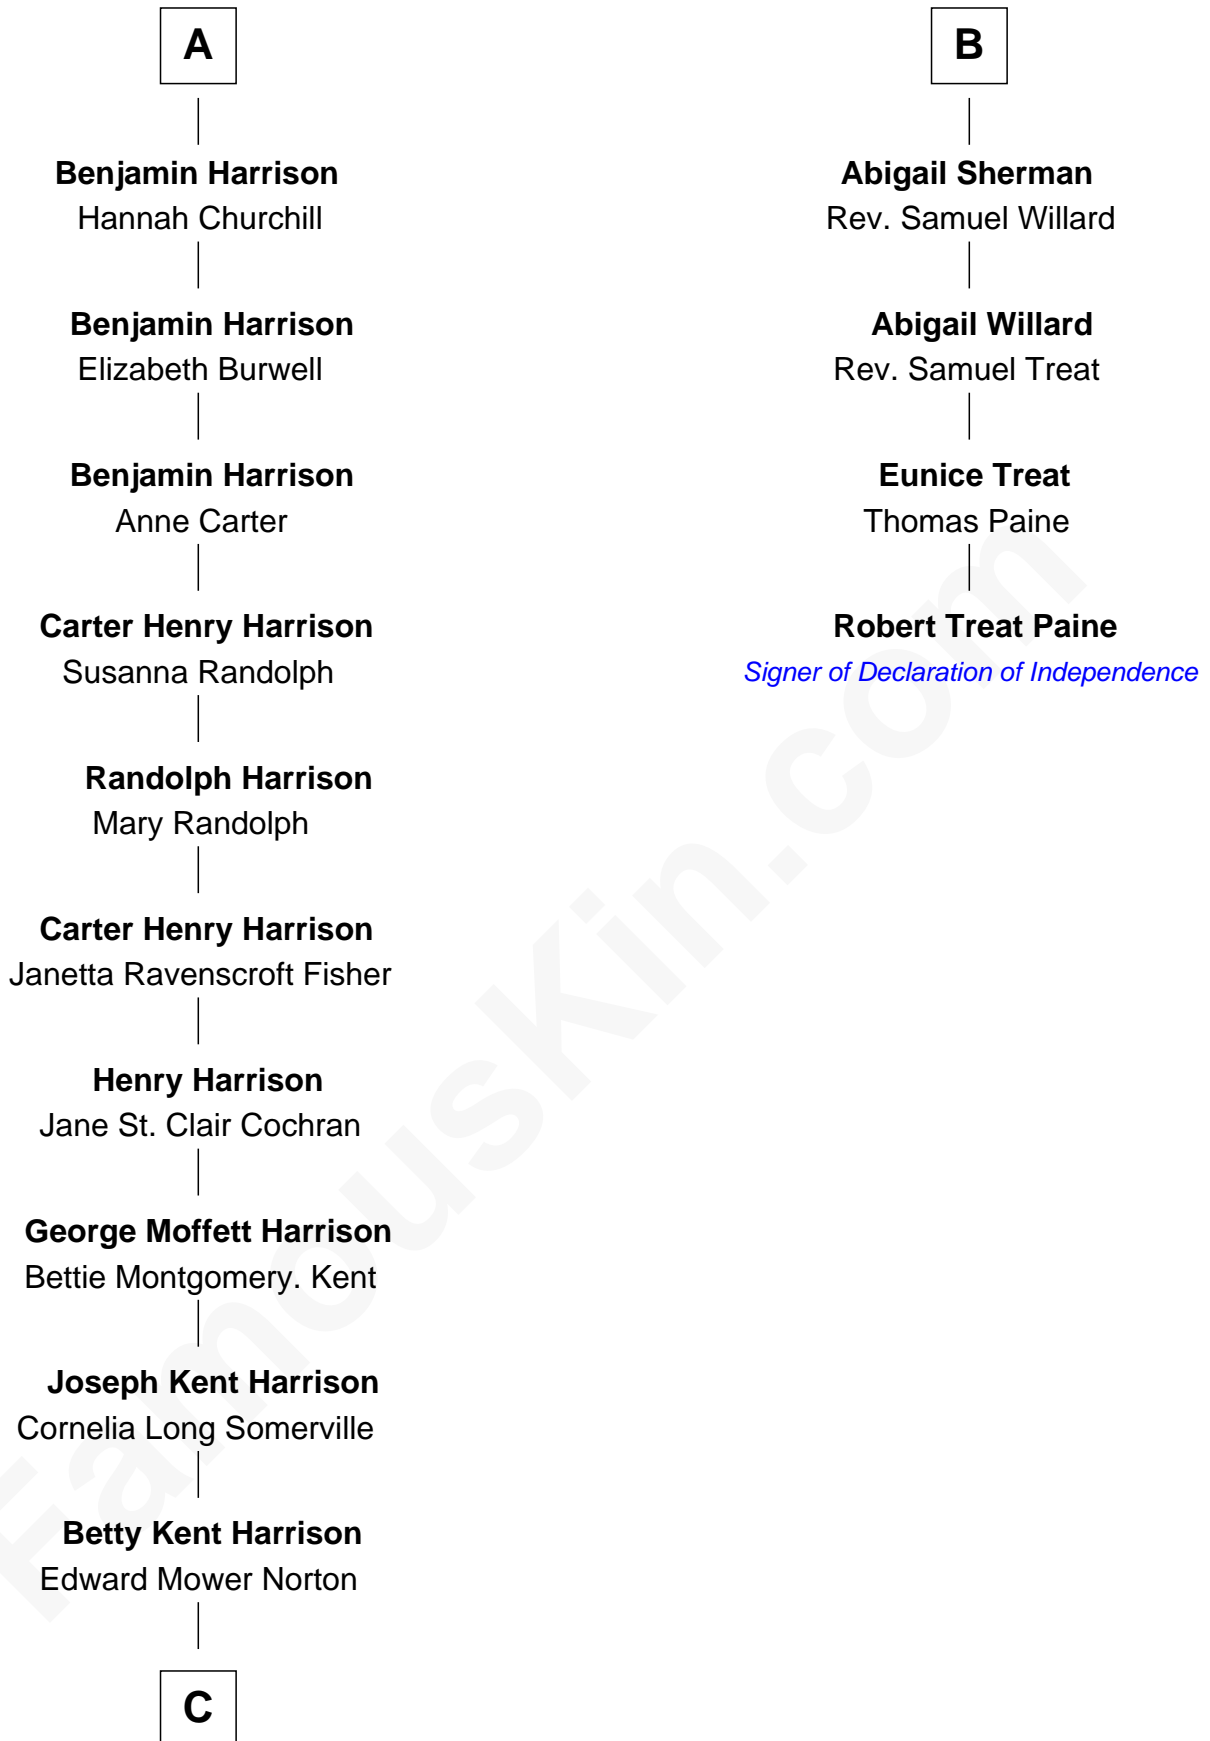 A
Benjamin Harrison
Hannah Churchill
Benjamin Harrison
Elizabeth Burwell
Benjamin Harrison
Anne Carter
Carter Henry Harrison
Susanna Randolph
Randolph Harrison
Mary Randolph
Carter Henry Harrison
Janetta Ravenscroft Fisher
Henry Harrison
Jane St. Clair Cochran
George Moffett Harrison
Bettie Montgomery. Kent
Joseph Kent Harrison
Cornelia Long Somerville
Betty Kent Harrison
Edward Mower Norton
C
B
Abigail Sherman
Rev. Samuel Willard
Abigail Willard
Rev. Samuel Treat
Eunice Treat
Thomas Paine
Robert Treat Paine
Signer of Declaration of Independence
FamousKin.com